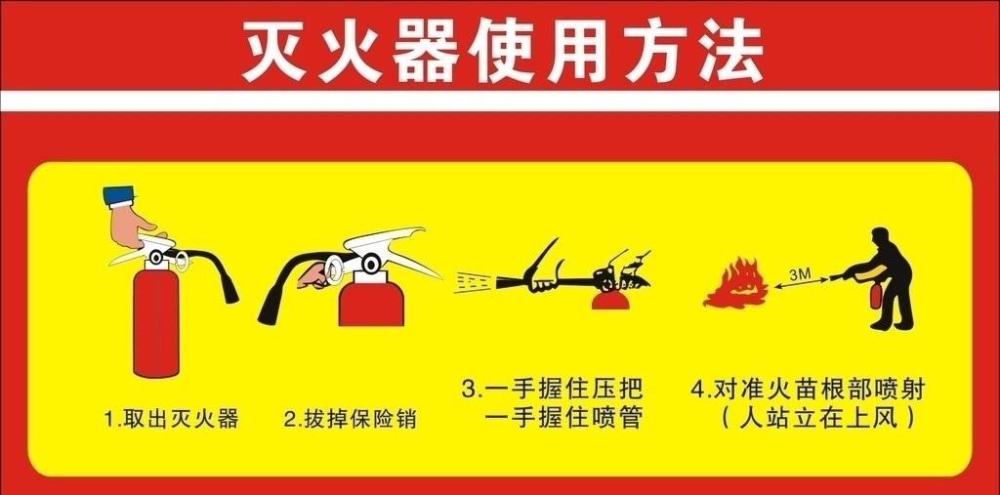 灭火器使用方法
3M
1.取出灭火器
2.拔掉保险销
3.一手握住压把
一手握住喷管
4.对准火苗根部喷射
（人站立在上风）